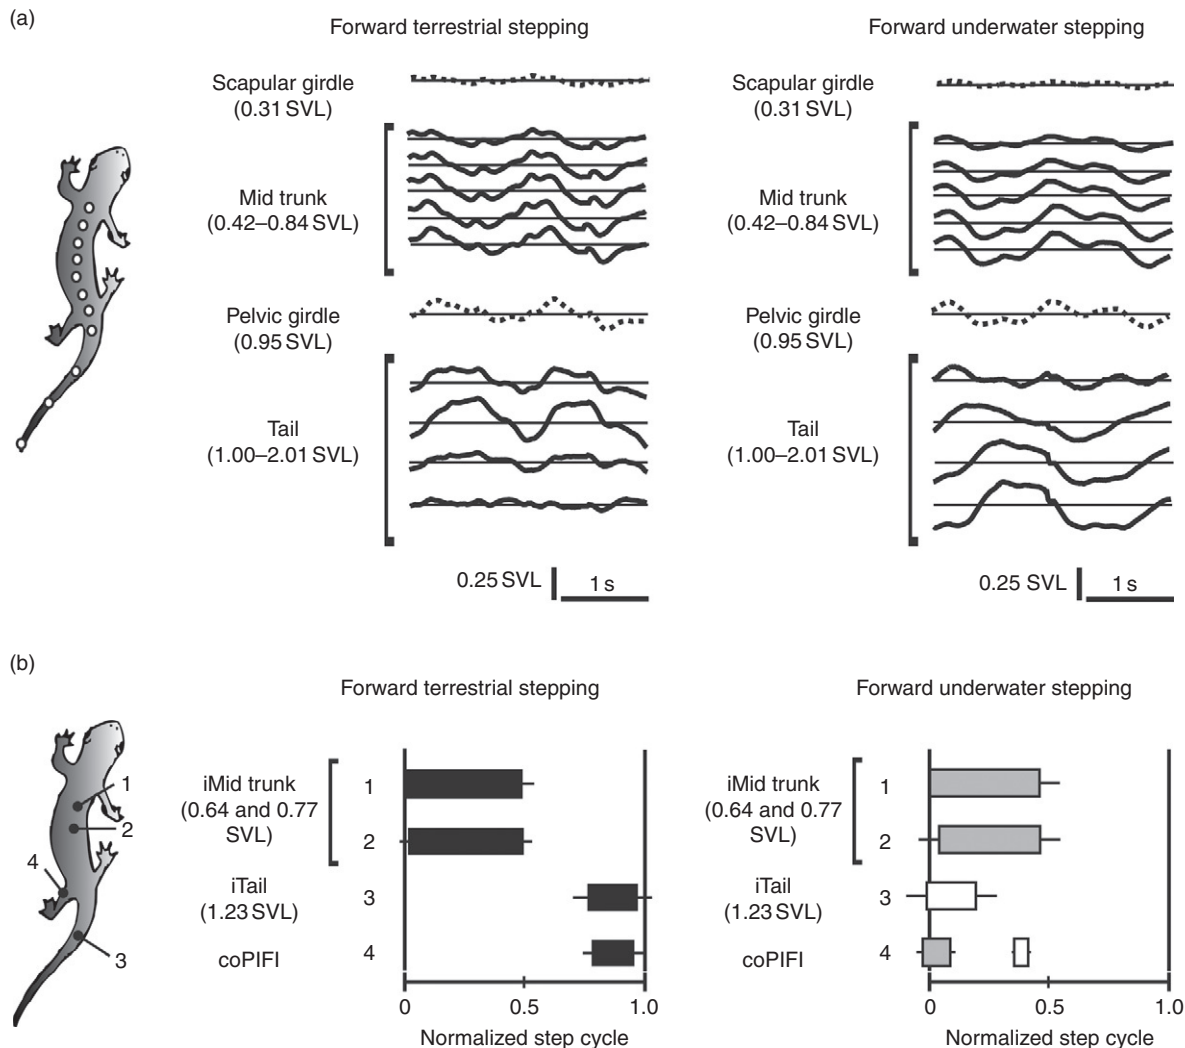 (a)
Forward terrestrial stepping
Scapular girdle
(0.31 SVL)
Mid trunk
(0.42–0.84 SVL)
Pelvic girdle
(0.95 SVL)
Tail
(1.00–2.01 SVL)
0.25 SVL
1 s
Forward underwater stepping
Scapular girdle
(0.31 SVL)
Mid trunk
(0.42–0.84 SVL)
Pelvic girdle
(0.95 SVL)
Tail
(1.00–2.01 SVL)
0.25 SVL
1 s
(b)
1
2
4
3
Forward terrestrial stepping
iMid trunk
(0.64 and 0.77
SVL)
1
2
iTail
(1.23 SVL)
3
coPIFI
4
0
0.5
1.0
Normalized step cycle
Forward underwater stepping
iMid trunk
(0.64 and 0.77
SVL)
1
2
iTail
(1.23 SVL)
3
coPIFI
4
0
0.5
1.0
Normalized step cycle